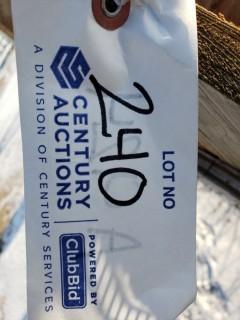 CENTURY
AUCTIONS
A DIVISION OF CENTURY SERVICES
POWERED BY
ClubBid
LOT NO
240